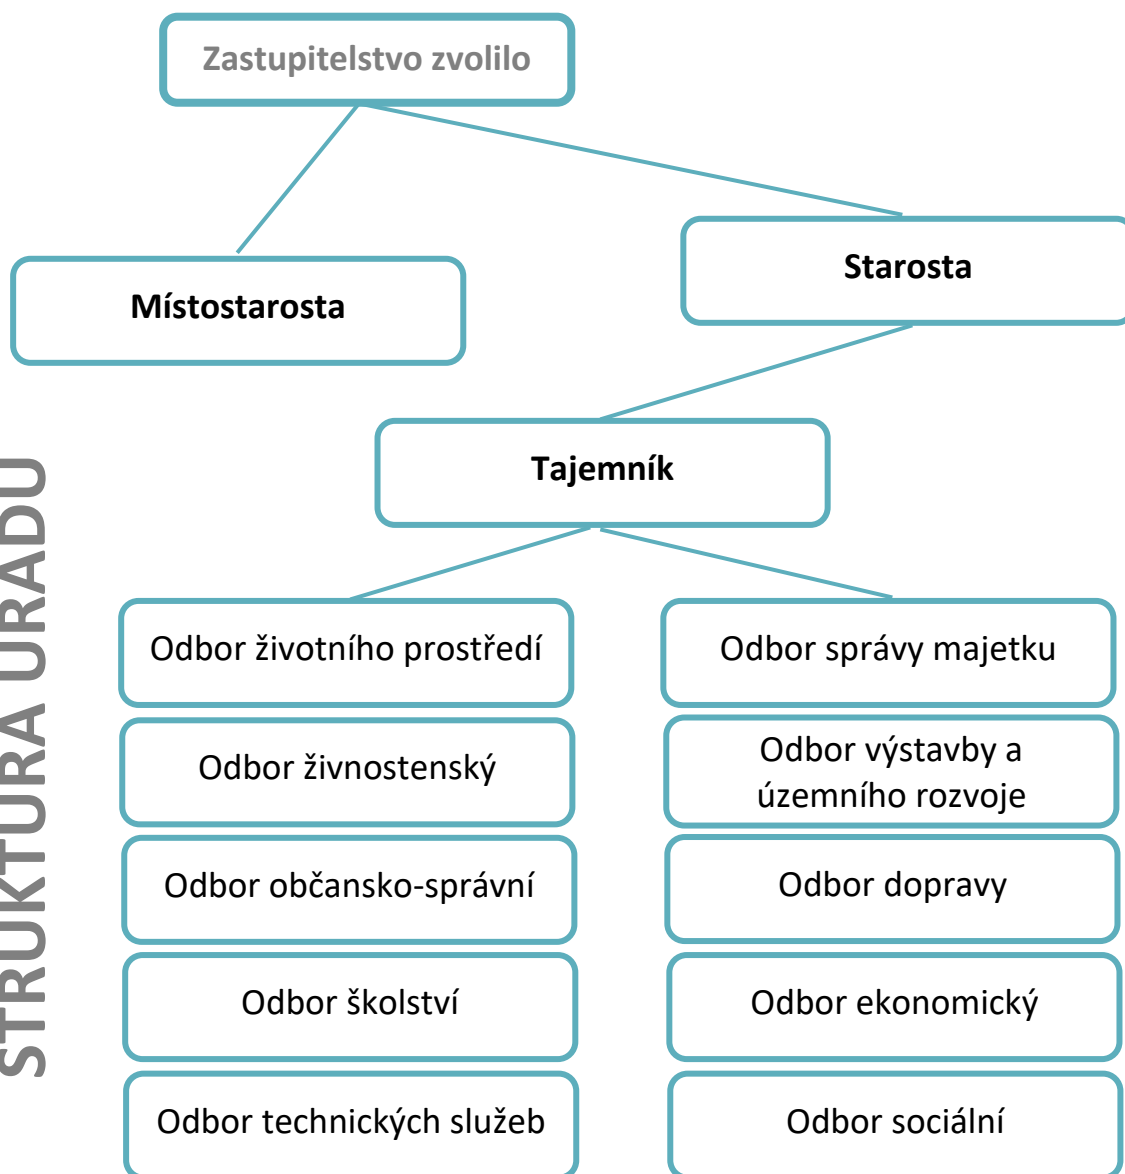 Zastupitelstvo zvolilo
Starosta
Místostarosta
Tajemník
STRUKTURA URADU
Odbor životního prostředí
Odbor správy majetku
Odbor živnostenský
Odbor výstavby a
územního rozvoje
Odbor občansko-správní
Odbor dopravy
Odbor školství
Odbor ekonomický
Odbor technických služeb
Odbor sociální